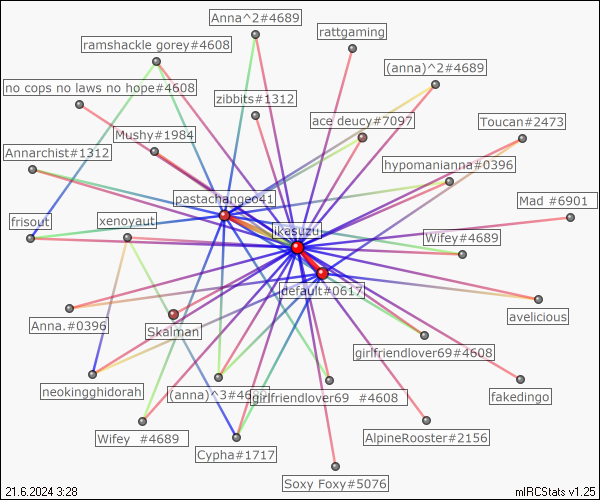 Anna^2#4689
rattgaming
ramshackle gorey#4608
(anna)^2#4689
no cops no laws no hope#4608
zibbits#1312
ace deucy#7097
Toucan#2473
Mushy#1984
Annarchist#1312
hypomanianna#0396
pastachangeo41
Mad #6901
frisout
xenoyaut
ikasuzu
Wifey#4689
default#0617
Anna.#0396
Skalman
avelicious
girlfriendlover69#4608
neokingghidorah
(anna)^3#46
girlfriendlover69 #4608
fakedingo
Wifey #4689
Cypha#1717
AlpineRooster#2156
Soxy Foxy#5076
21.6.2024 3:28
mIRCStats v1.25